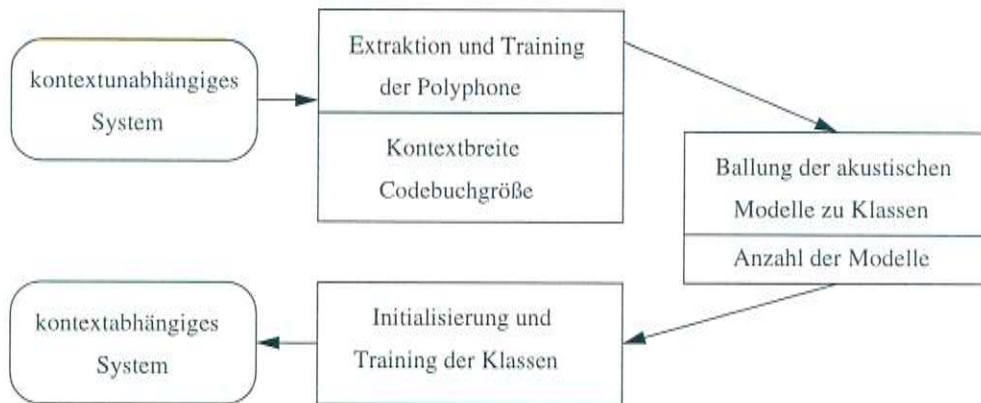 kontextunabhängiges
System
Extraktion und Training
der Polyphone
Kontextbreite
Codebuchgröße
Ballung der akustischen
Modelle zu Klassen
Anzahl der Modelle
Initialisierung und
Training der Klassen
kontextabhängiges
System